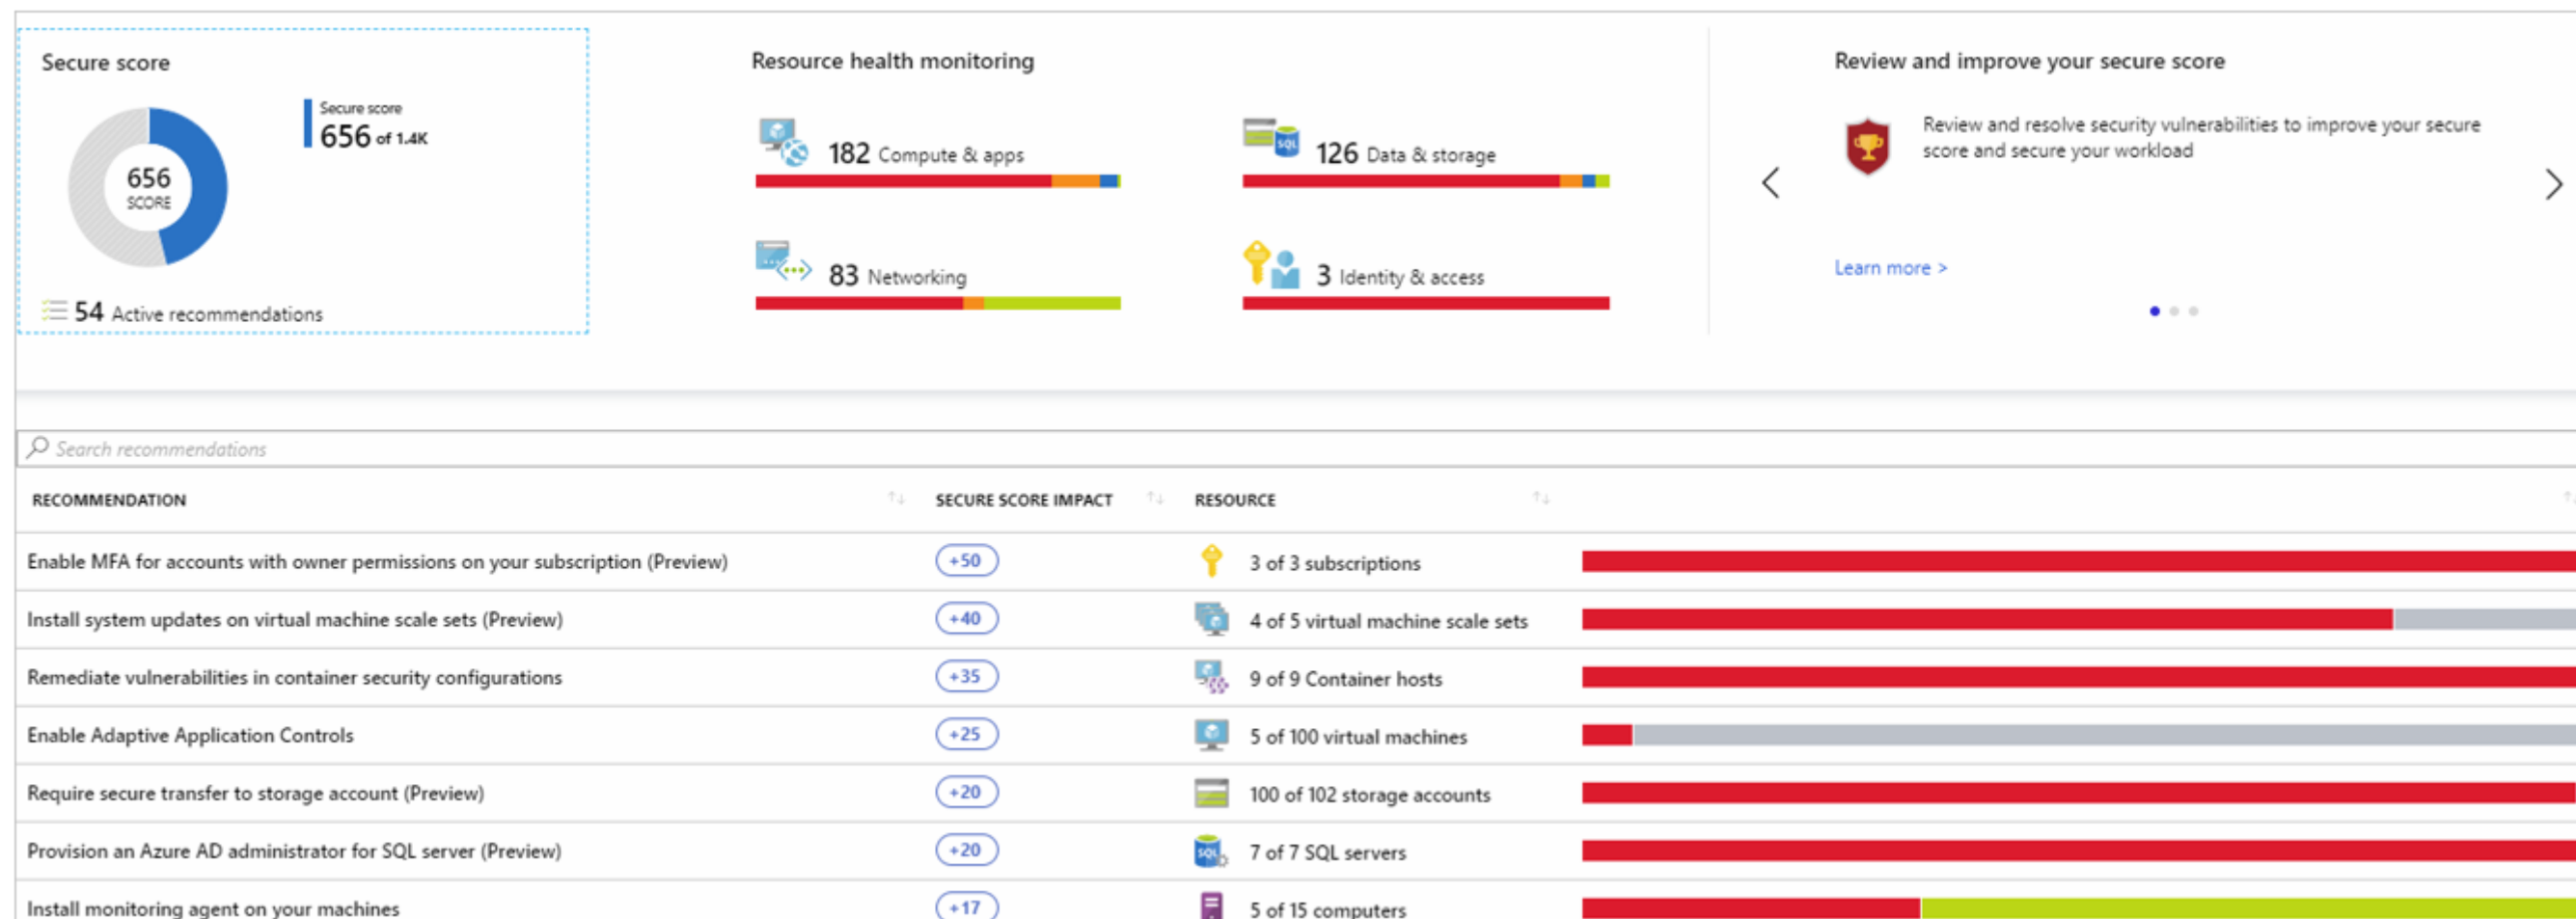 Secure score
Secure score
656 of 1.4K
656
SCORE
54 Active recommendations
Resource health monitoring
182 Compute & apps
SQL
126 Data & storage
83 Networking
3 Identity & access
Review and improve your secure score
Review and resolve security vulnerabilities to improve your secure
score and secure your workload
Learn more >
Search recommendations
RECOMMENDATION SECURE SCORE IMPACT RESOURCE
Enable MFA for accounts with owner permissions on your subscription (Preview) +50 3 of 3 subscriptions
Install system updates on virtual machine scale sets (Preview) +40 4 of 5 virtual machine scale sets
Remediate vulnerabilities in container security configurations +35 9 of 9 Container hosts
Enable Adaptive Application Controls +25 5 of 100 virtual machines
Require secure transfer to storage account (Preview) +20 100 of 102 storage accounts
Provision an Azure AD administrator for SQL server (Preview) +20 SQL 7 of 7 SQL servers
Install monitoring agent on your machines +17 5 of 15 computers